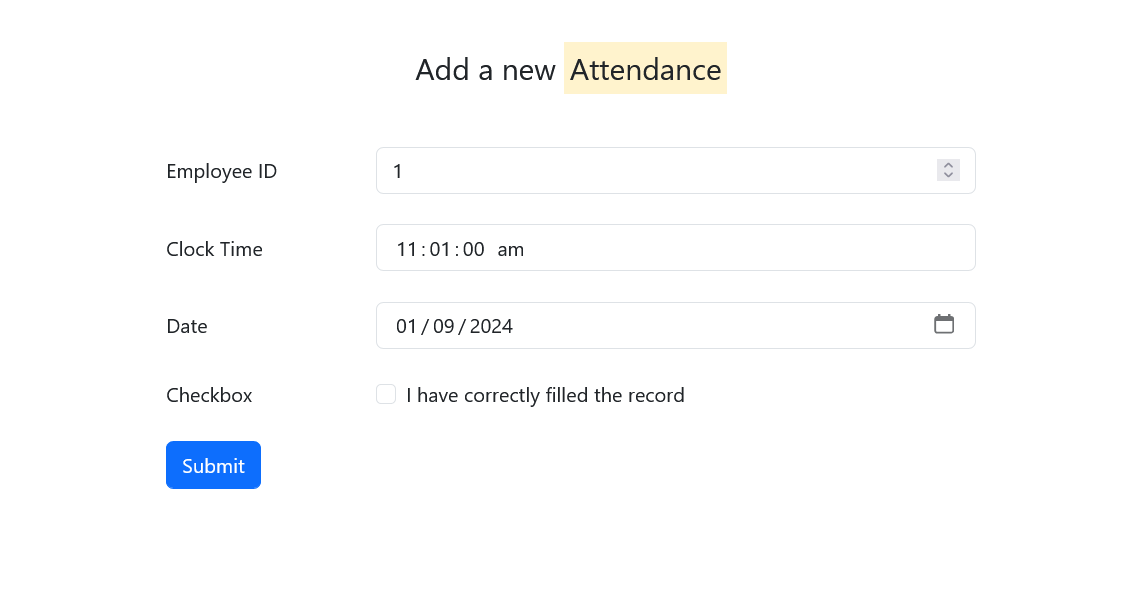 Add a new Attendance
Employee ID 1
Clock Time 11:01:00 am
Date 01/09/2024
Checkbox I have correctly filled the record
Submit